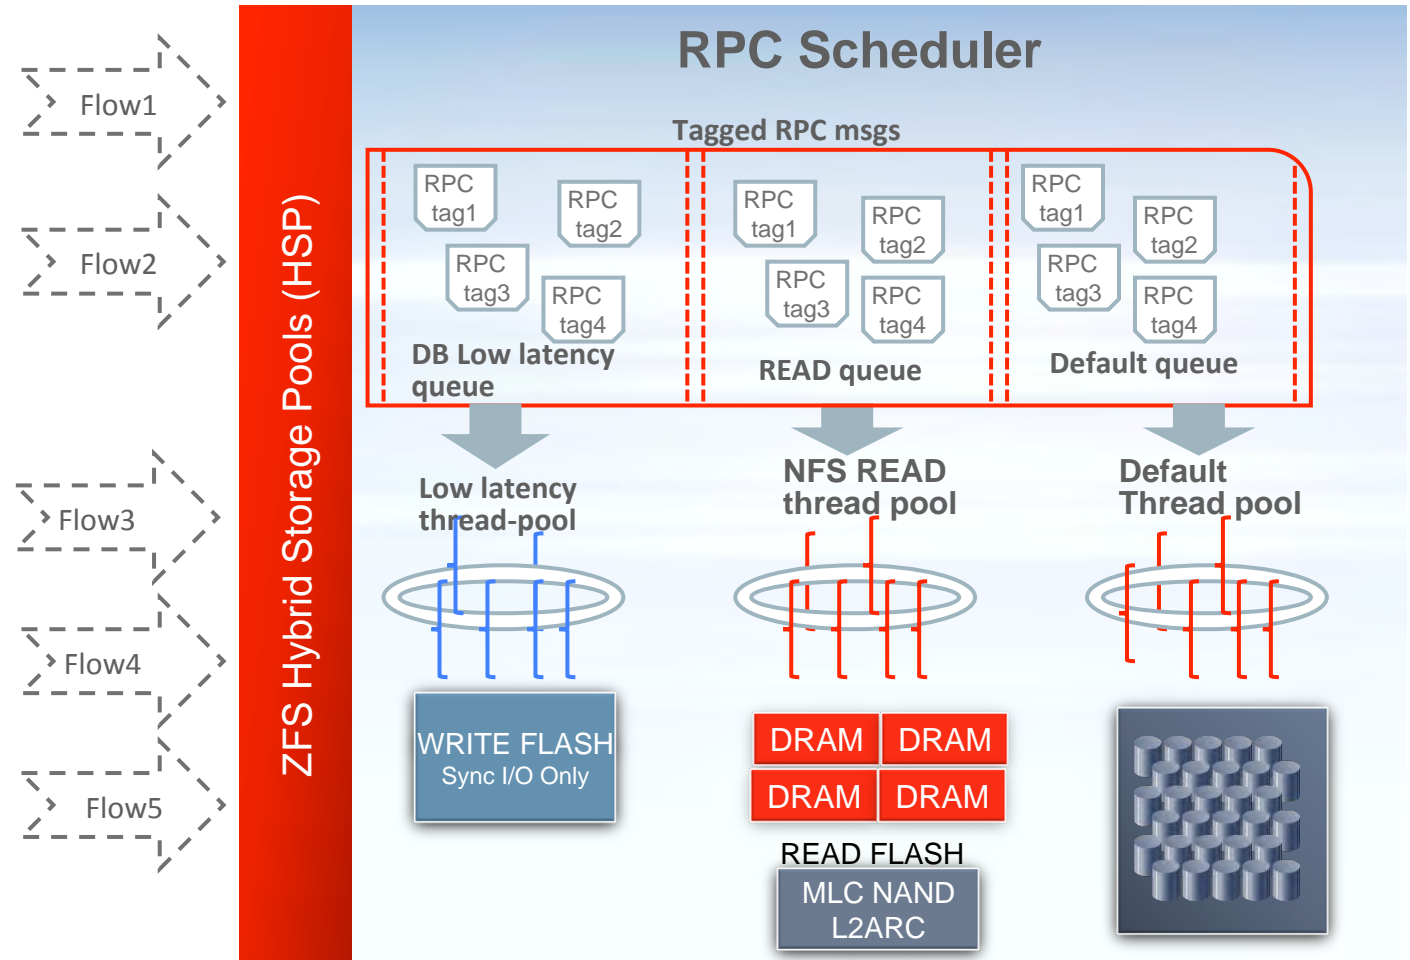 RPC Scheduler
Flow1
Flow2
Flow3
Flow4
Flow5
ZFS Hybrid Storage Pools (HSP)
Tagged RPC msgs
RPC
tag1
RPC
tag2
RPC
tag3
RPC
tag4
DB Low latency
queue
RPC
tag1
RPC
tag2
RPC
tag3
RPC
tag4
READ queue
RPC
tag1
RPC
tag2
RPC
tag3
RPC
tag4
Default queue
Low latency
thread-pool
NFS READ
thread pool
Default
Thread pool
WRITE FLASH
Sync I/O Only
DRAM
DRAM
DRAM
DRAM
READ FLASH
MLC NAND
L2ARC